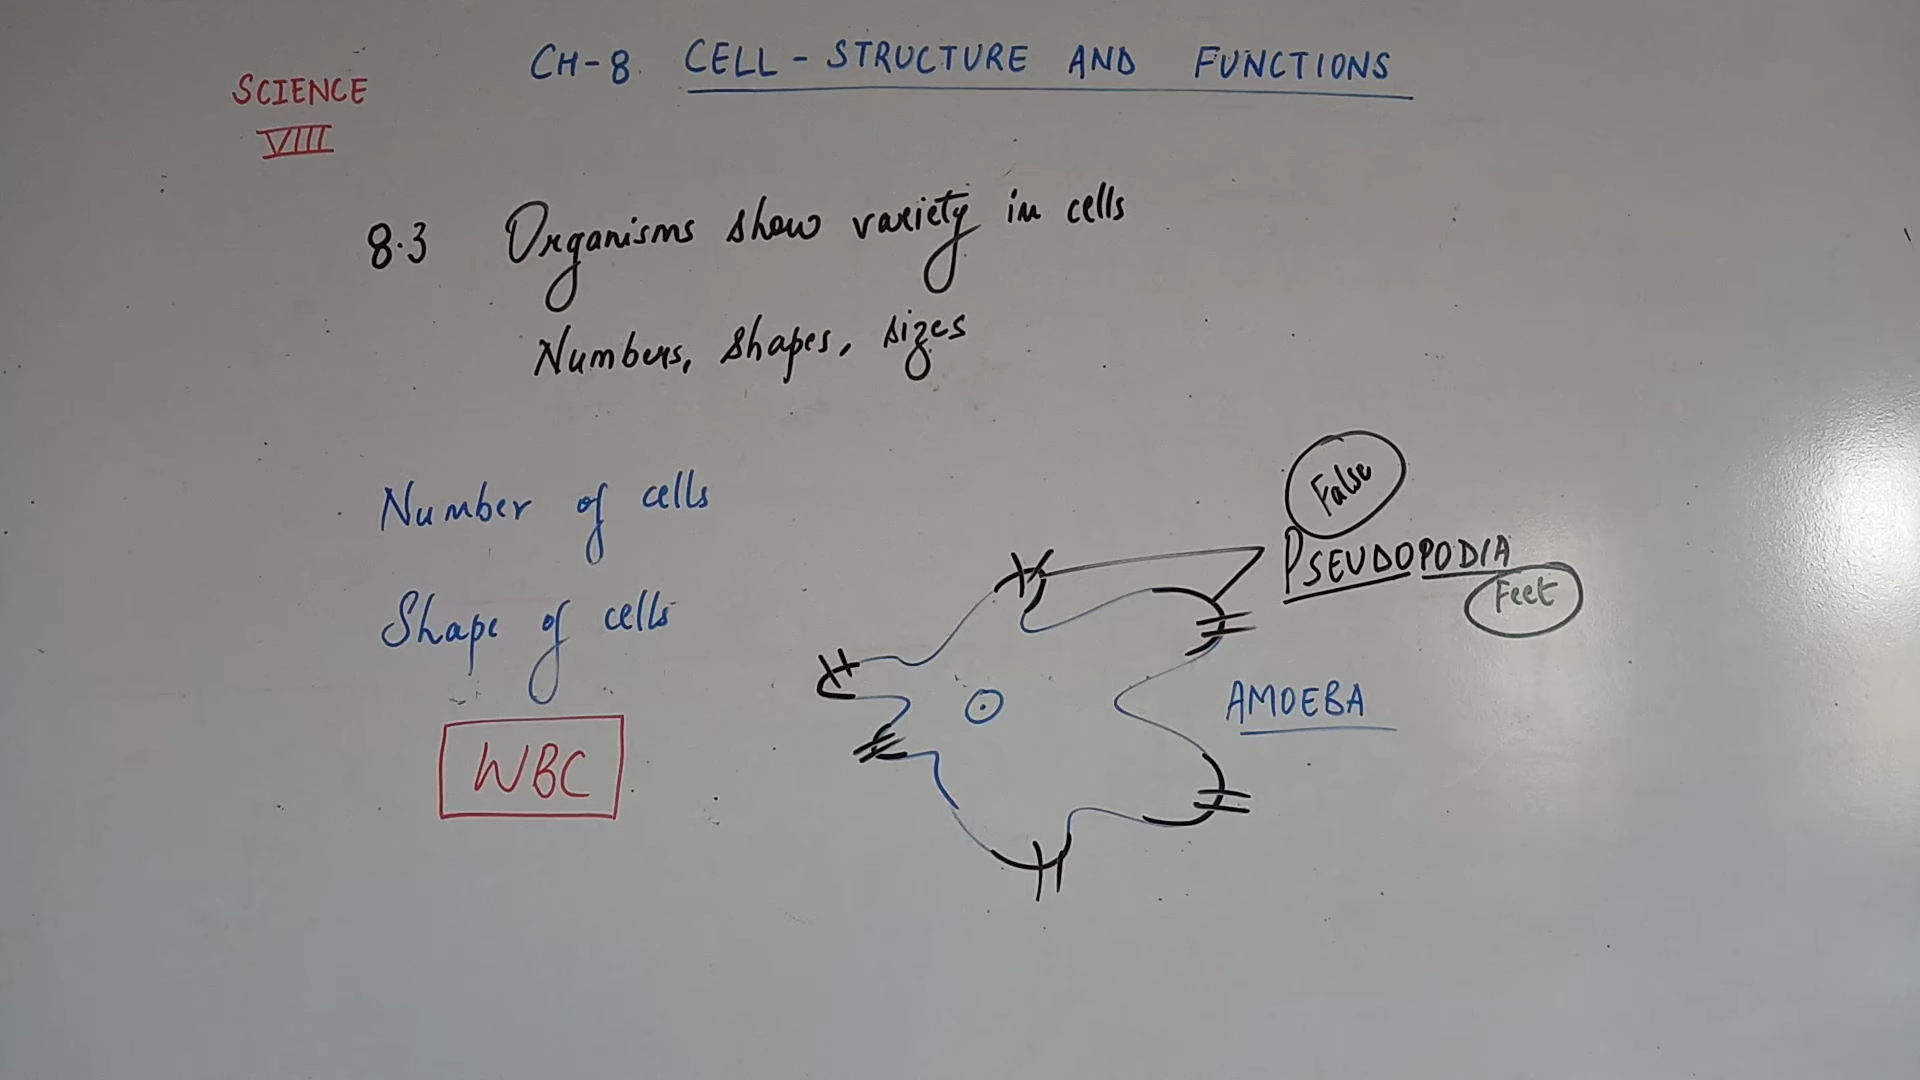 CH-8 CELL-STRUCTURE AND FUNCTIONS
SCIENCE
VIII
8.3 Organisms show variety in cells
Numbers, shapes, sizes
Number of cells
Shape of cells
WBC
False
PSEUDOPODIA
Feet
AMOEBA